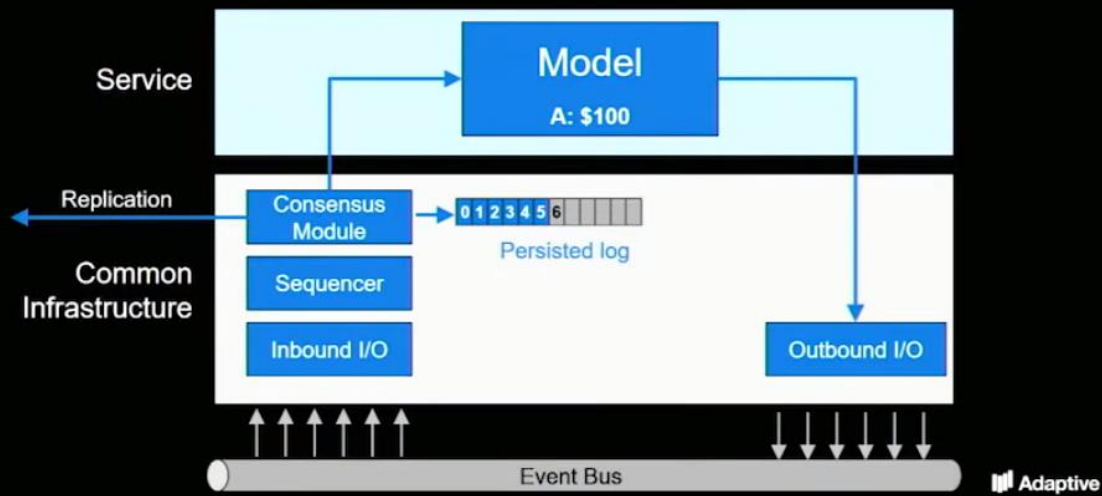 Service
Model
A: $100
Replication
Consensus
Module
0 1 2 3 4 5 6
Persisted log
Common
Infrastructure
Sequencer
Inbound I/O
Outbound I/O
Event Bus
Adaptive